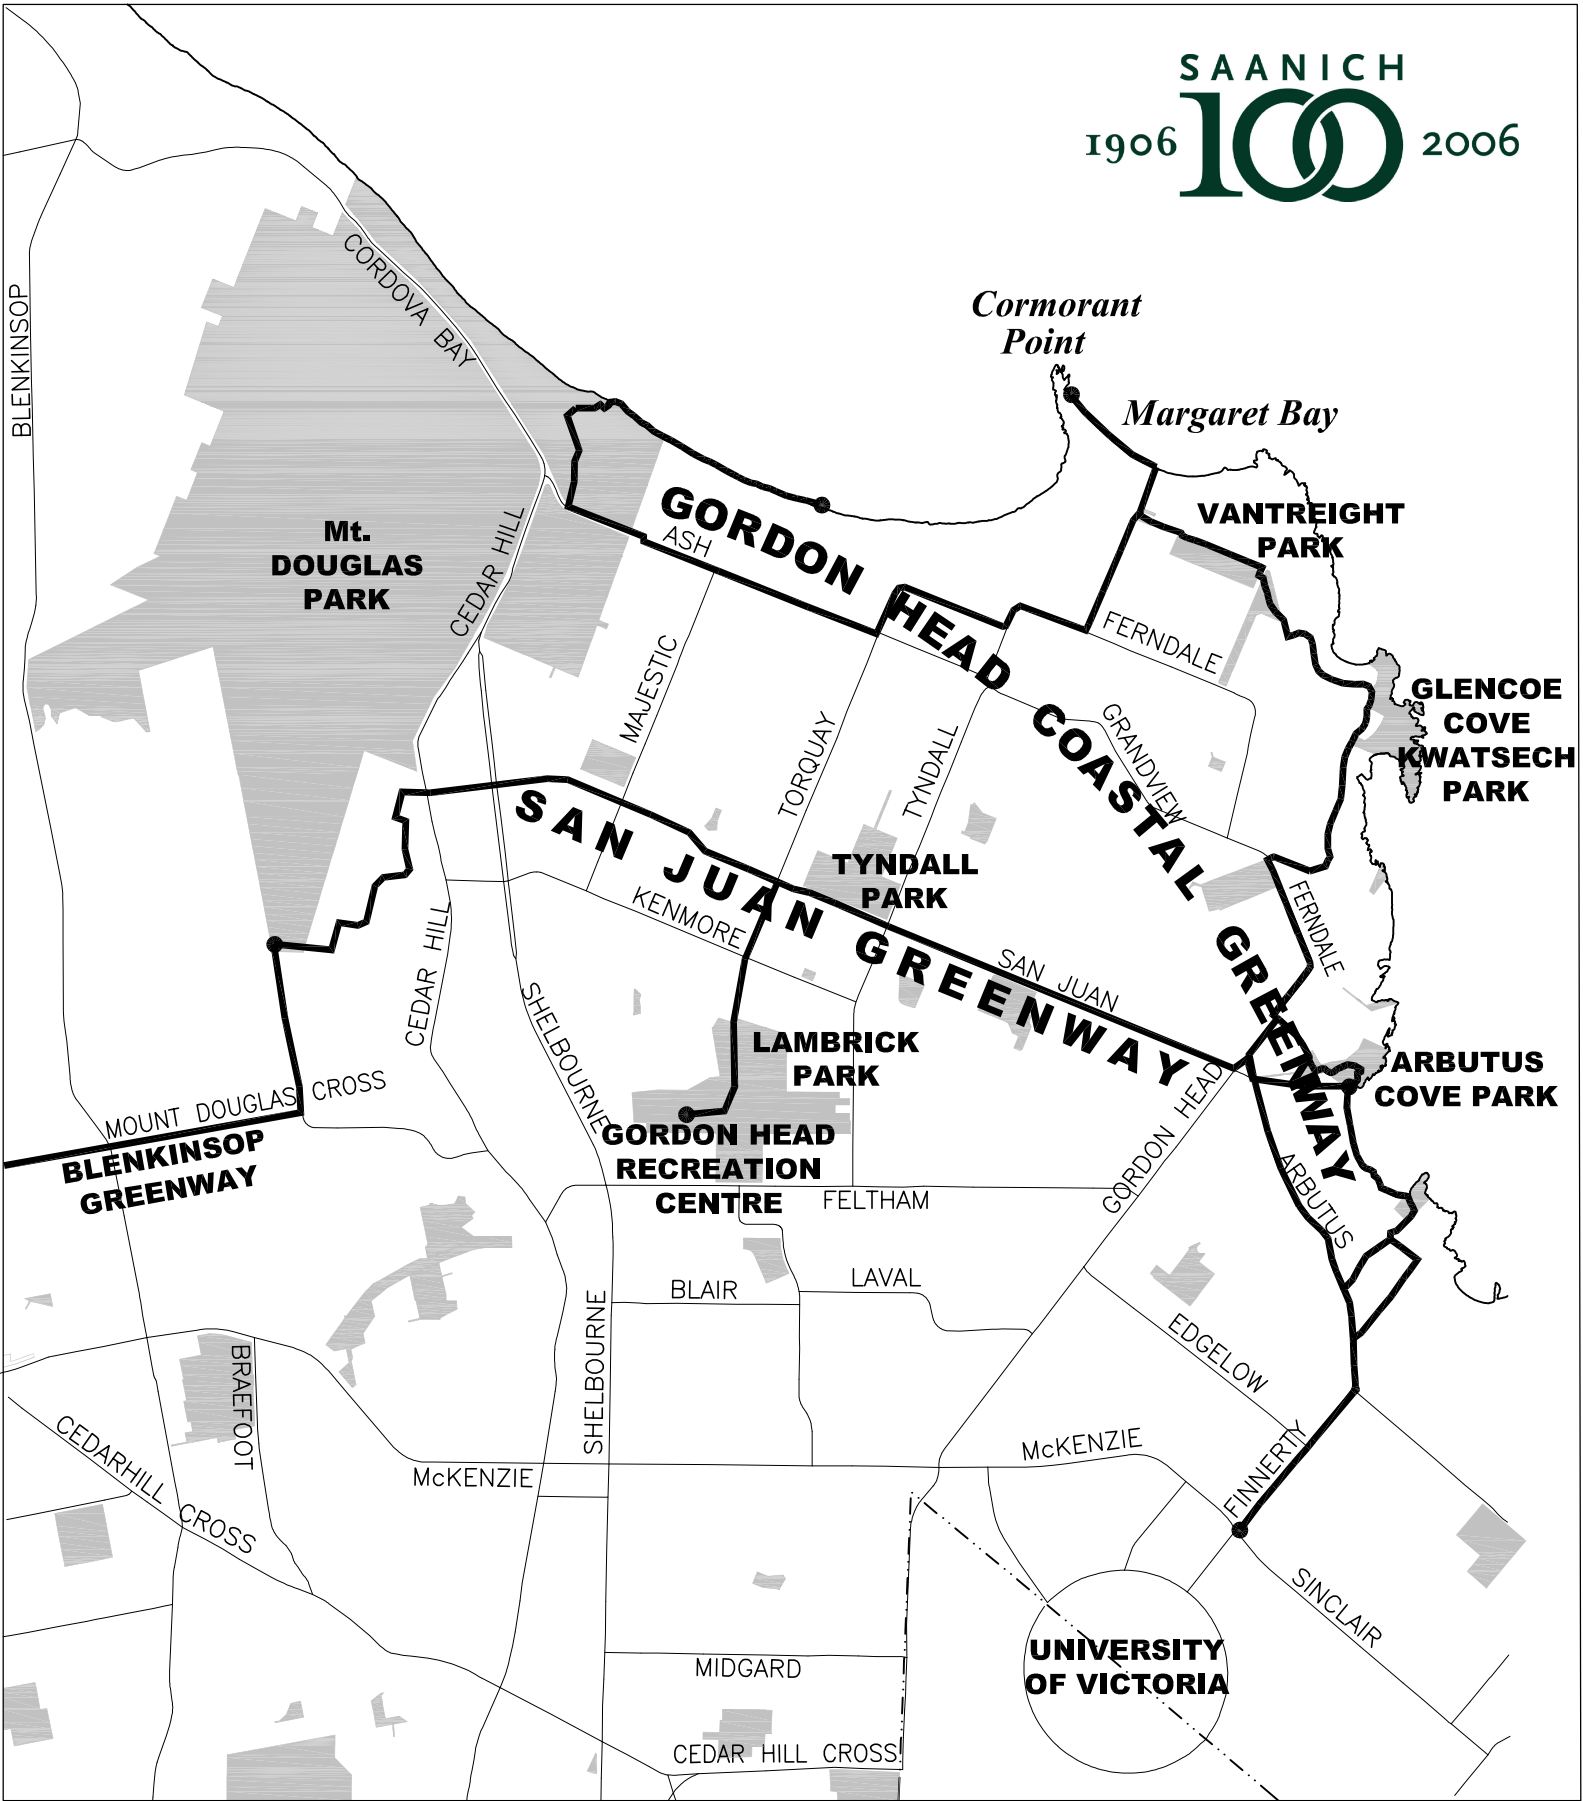 SAANICH
1906 100 2006
Cormorant
Point
Margaret Bay
BLENKINSOP
CORDOVA BAY
VANTREIGHT
PARK
GORDON HEAD COASTAL GREENWAY
ASH
Mt.
DOUGLAS
PARK
CEDAR HILL
FERNDALE
MAJESTIC
GLENCOE
COVE
KWATSECH
PARK
TORQUAY
TYNDALL
GRANDVIEW
SAN JUAN GREENWAY
TYNDALL
PARK
KENMORE
FERNDALE
CEDAR HILL
SAN JUAN
SHELBOURNE
LAMBRICK
PARK
ARBUTUS
COVE PARK
GORDON HEAD
MOUNT DOUGLAS CROSS
BLENKINSOP
GREENWAY
GORDON HEAD
RECREATION
CENTRE
ARBUTUS
FELTHAM
BLAIR
LAVAL
SHELBOURNE
EDGELOW
BRAEFOOT
CEDARHILL CROSS
McKENZIE
McKENZIE
FINNERTY
SINCLAIR
UNIVERSITY
OF VICTORIA
MIDGARD
CEDAR HILL CROSS